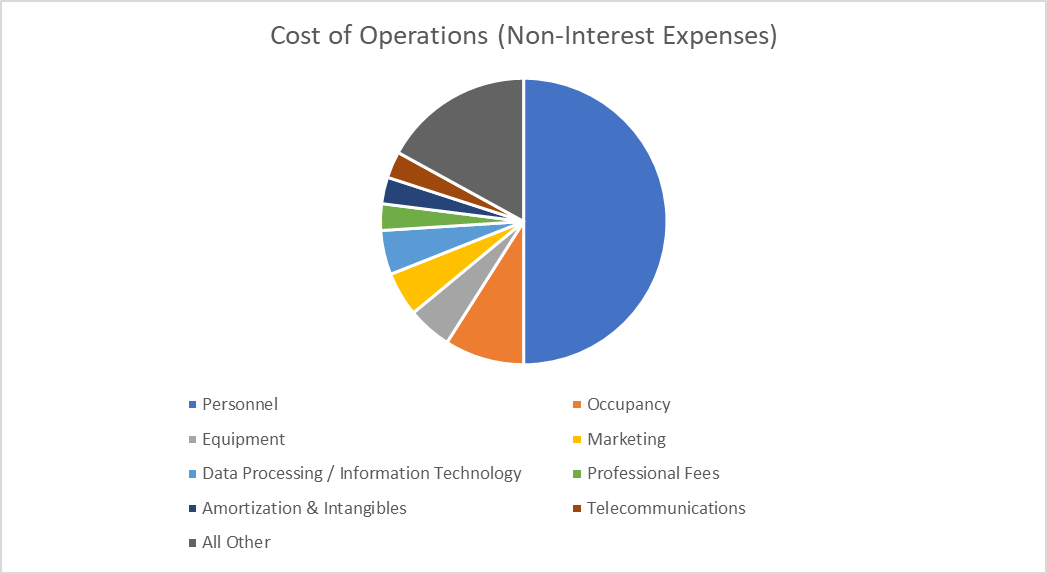 Cost of Operations (Non-Interest Expenses)
Personnel
Occupancy
Equipment
Marketing
Data Processing / Information Technology
Professional Fees
Amortization & Intangibles
Telecommunications
All Other